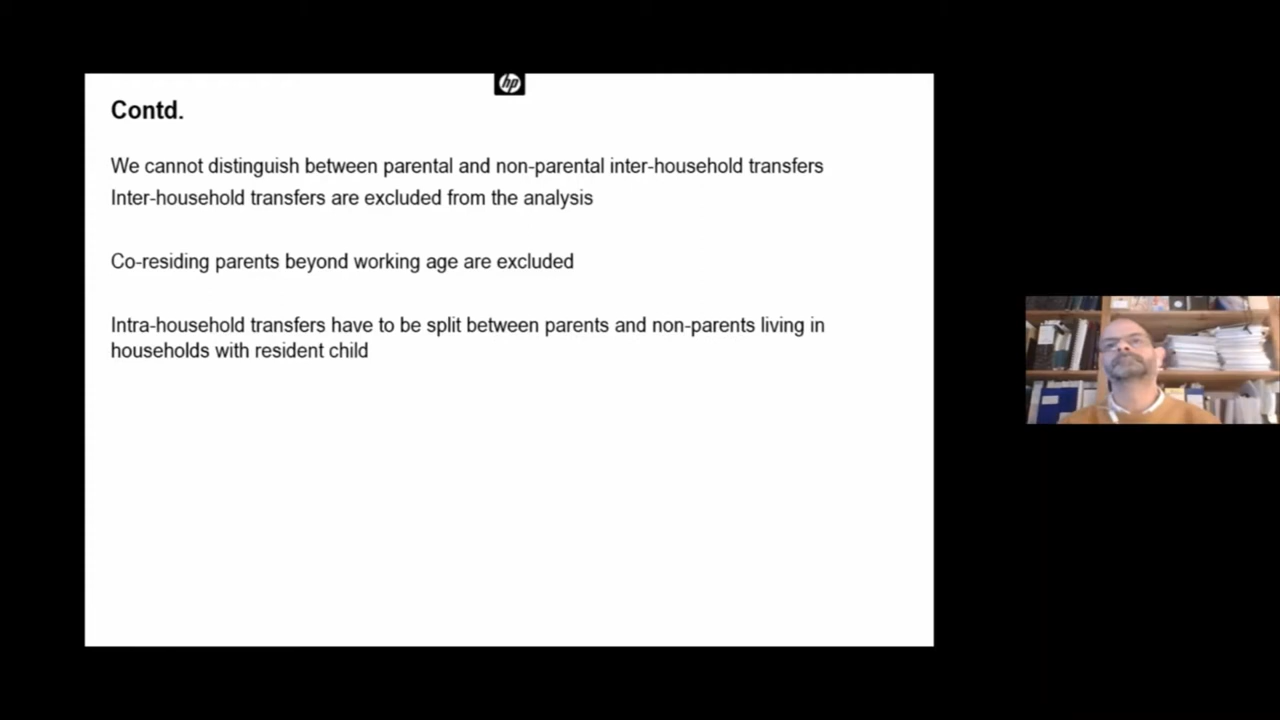 hp
Contd.
We cannot distinguish between parental and non-parental inter-household transfers
Inter-household transfers are excluded from the analysis
Co-residing parents beyond working age are excluded
Intra-household transfers have to be split between parents and non-parents living in
households with resident child